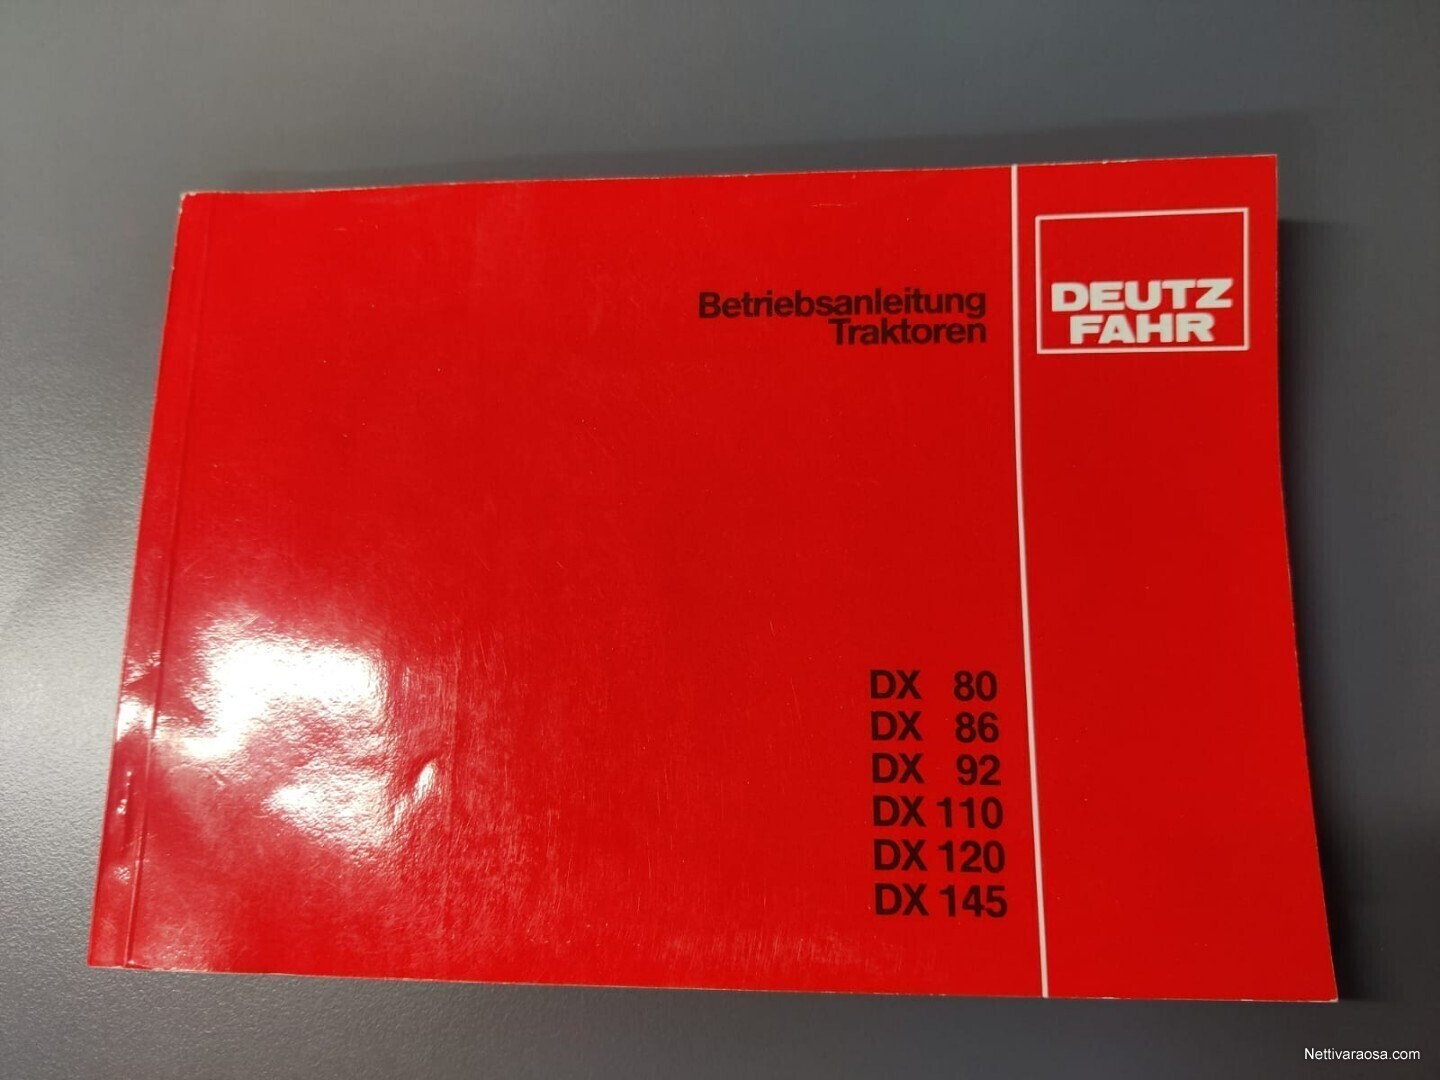 Betriebsanleitung
Traktoren
DEUTZ
FAHR
DX 80
DX 86
DX 92
DX 110
DX 120
DX 145
Nettivaraosa.com